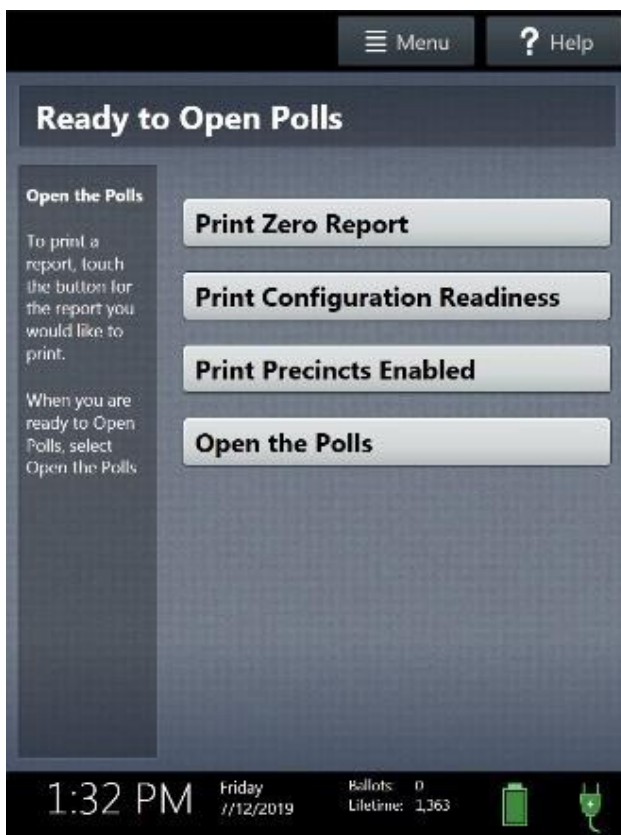 Menu
? Help
Ready to Open Polls
Open the Polls
To print a
report, touch
the button for
the report you
would like to
print.
When you are
ready to Open
Polls, select
Open the Polls
Print Zero Report
Print Configuration Readiness
Print Precincts Enabled
Open the Polls
1:32 PM
Friday
7/12/2019
Ballots: 0
Lifetime: 1,363